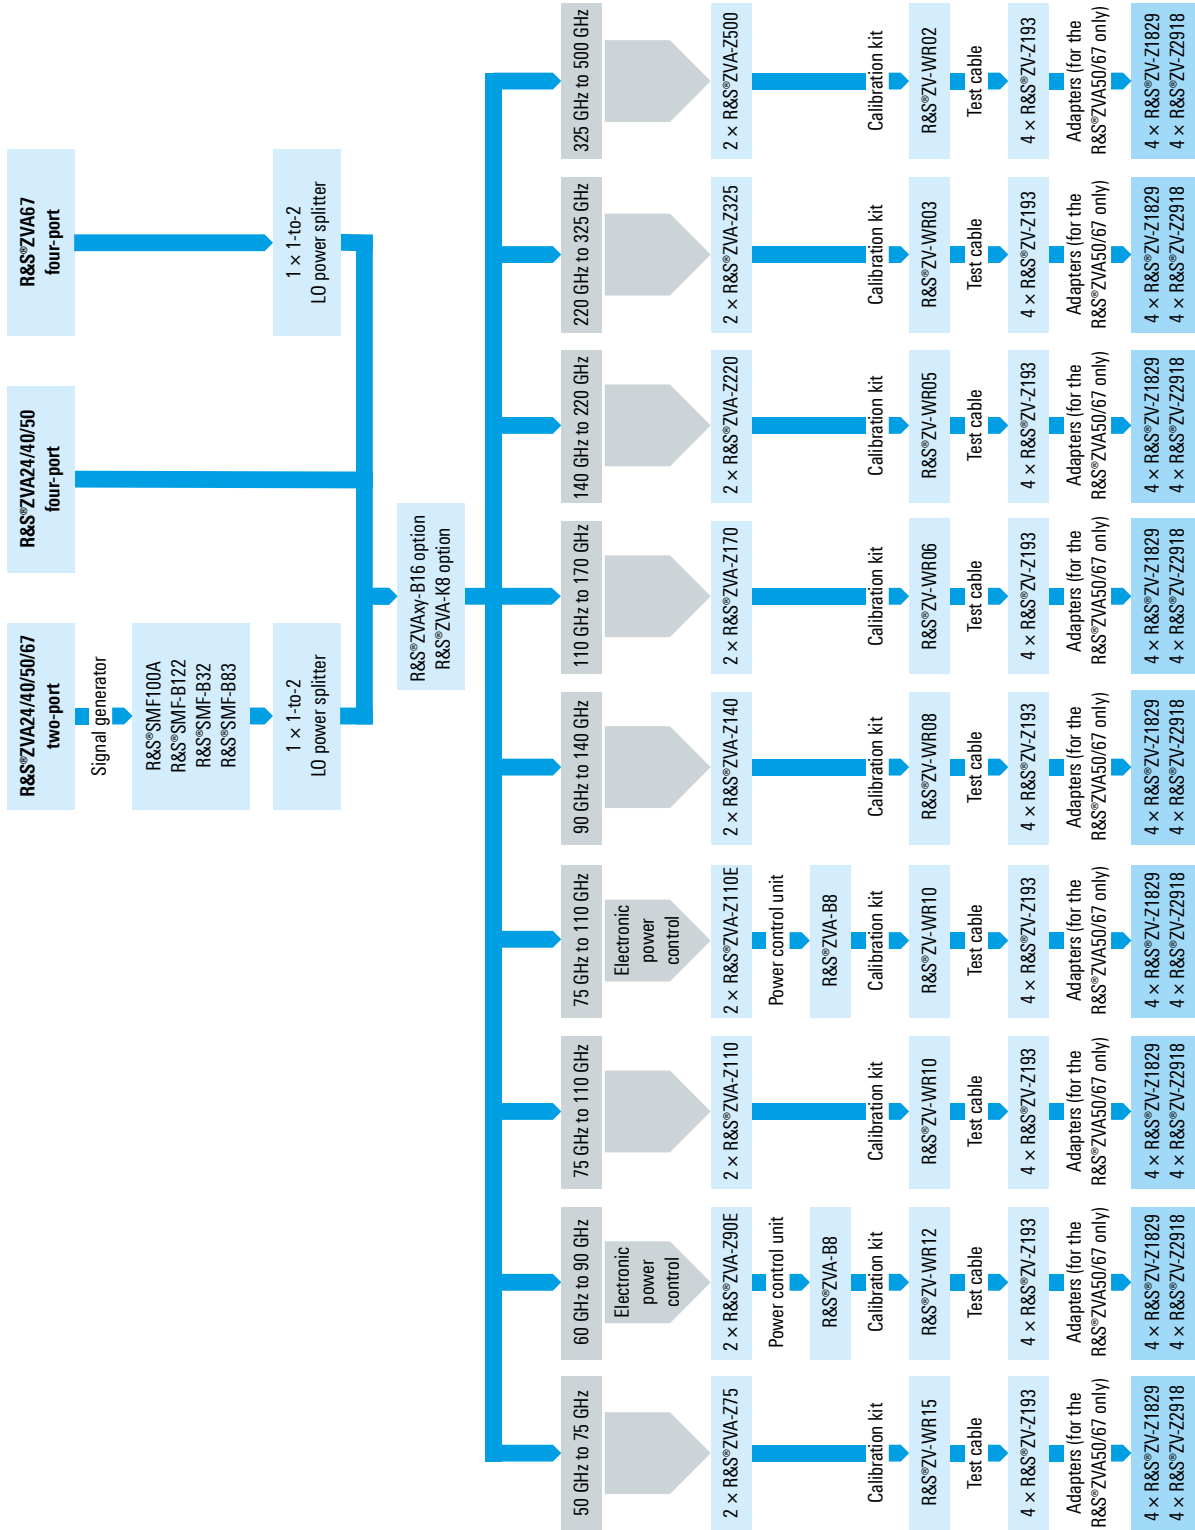 R&S®ZVA24/40/50/67
two-port
Signal generator
R&S®SMF100A
R&S®SMF-B122
R&S®SMF-B32
R&S®SMF-B83
1 × 1-to-2
LO power splitter
R&S®ZVA24/40/50
four-port
R&S®ZVA67
four-port
1 × 1-to-2
LO power splitter
R&S®ZVAxy-B16 option
R&S®ZVA-K8 option
50 GHz to 75 GHz
2 × R&S®ZVA-Z75
Calibration kit
R&S®ZV-WR15
Test cable
4 × R&S®ZV-Z193
Adapters (for the
R&S®ZVA50/67 only)
4 × R&S®ZV-Z1829
4 × R&S®ZV-Z2918
60 GHz to 90 GHz
Electronic
power
control
2 × R&S®ZVA-Z90E
Power control unit
R&S®ZVA-B8
Calibration kit
R&S®ZV-WR12
Test cable
4 × R&S®ZV-Z193
Adapters (for the
R&S®ZVA50/67 only)
4 × R&S®ZV-Z1829
4 × R&S®ZV-Z2918
75 GHz to 110 GHz
2 × R&S®ZVA-Z110
Calibration kit
R&S®ZV-WR10
Test cable
4 × R&S®ZV-Z193
Adapters (for the
R&S®ZVA50/67 only)
4 × R&S®ZV-Z1829
4 × R&S®ZV-Z2918
75 GHz to 110 GHz
Electronic
power
control
2 × R&S®ZVA-Z110E
Power control unit
R&S®ZVA-B8
Calibration kit
R&S®ZV-WR10
Test cable
4 × R&S®ZV-Z193
Adapters (for the
R&S®ZVA50/67 only)
4 × R&S®ZV-Z1829
4 × R&S®ZV-Z2918
90 GHz to 140 GHz
2 × R&S®ZVA-Z140
Calibration kit
R&S®ZV-WR08
Test cable
4 × R&S®ZV-Z193
Adapters (for the
R&S®ZVA50/67 only)
4 × R&S®ZV-Z1829
4 × R&S®ZV-Z2918
110 GHz to 170 GHz
2 × R&S®ZVA-Z170
Calibration kit
R&S®ZV-WR06
Test cable
4 × R&S®ZV-Z193
Adapters (for the
R&S®ZVA50/67 only)
4 × R&S®ZV-Z1829
4 × R&S®ZV-Z2918
140 GHz to 220 GHz
2 × R&S®ZVA-Z220
Calibration kit
R&S®ZV-WR05
Test cable
4 × R&S®ZV-Z193
Adapters (for the
R&S®ZVA50/67 only)
4 × R&S®ZV-Z1829
4 × R&S®ZV-Z2918
220 GHz to 325 GHz
2 × R&S®ZVA-Z325
Calibration kit
R&S®ZV-WR03
Test cable
4 × R&S®ZV-Z193
Adapters (for the
R&S®ZVA50/67 only)
4 × R&S®ZV-Z1829
4 × R&S®ZV-Z2918
325 GHz to 500 GHz
2 × R&S®ZVA-Z500
Calibration kit
R&S®ZV-WR02
Test cable
4 × R&S®ZV-Z193
Adapters (for the
R&S®ZVA50/67 only)
4 × R&S®ZV-Z1829
4 × R&S®ZV-Z2918